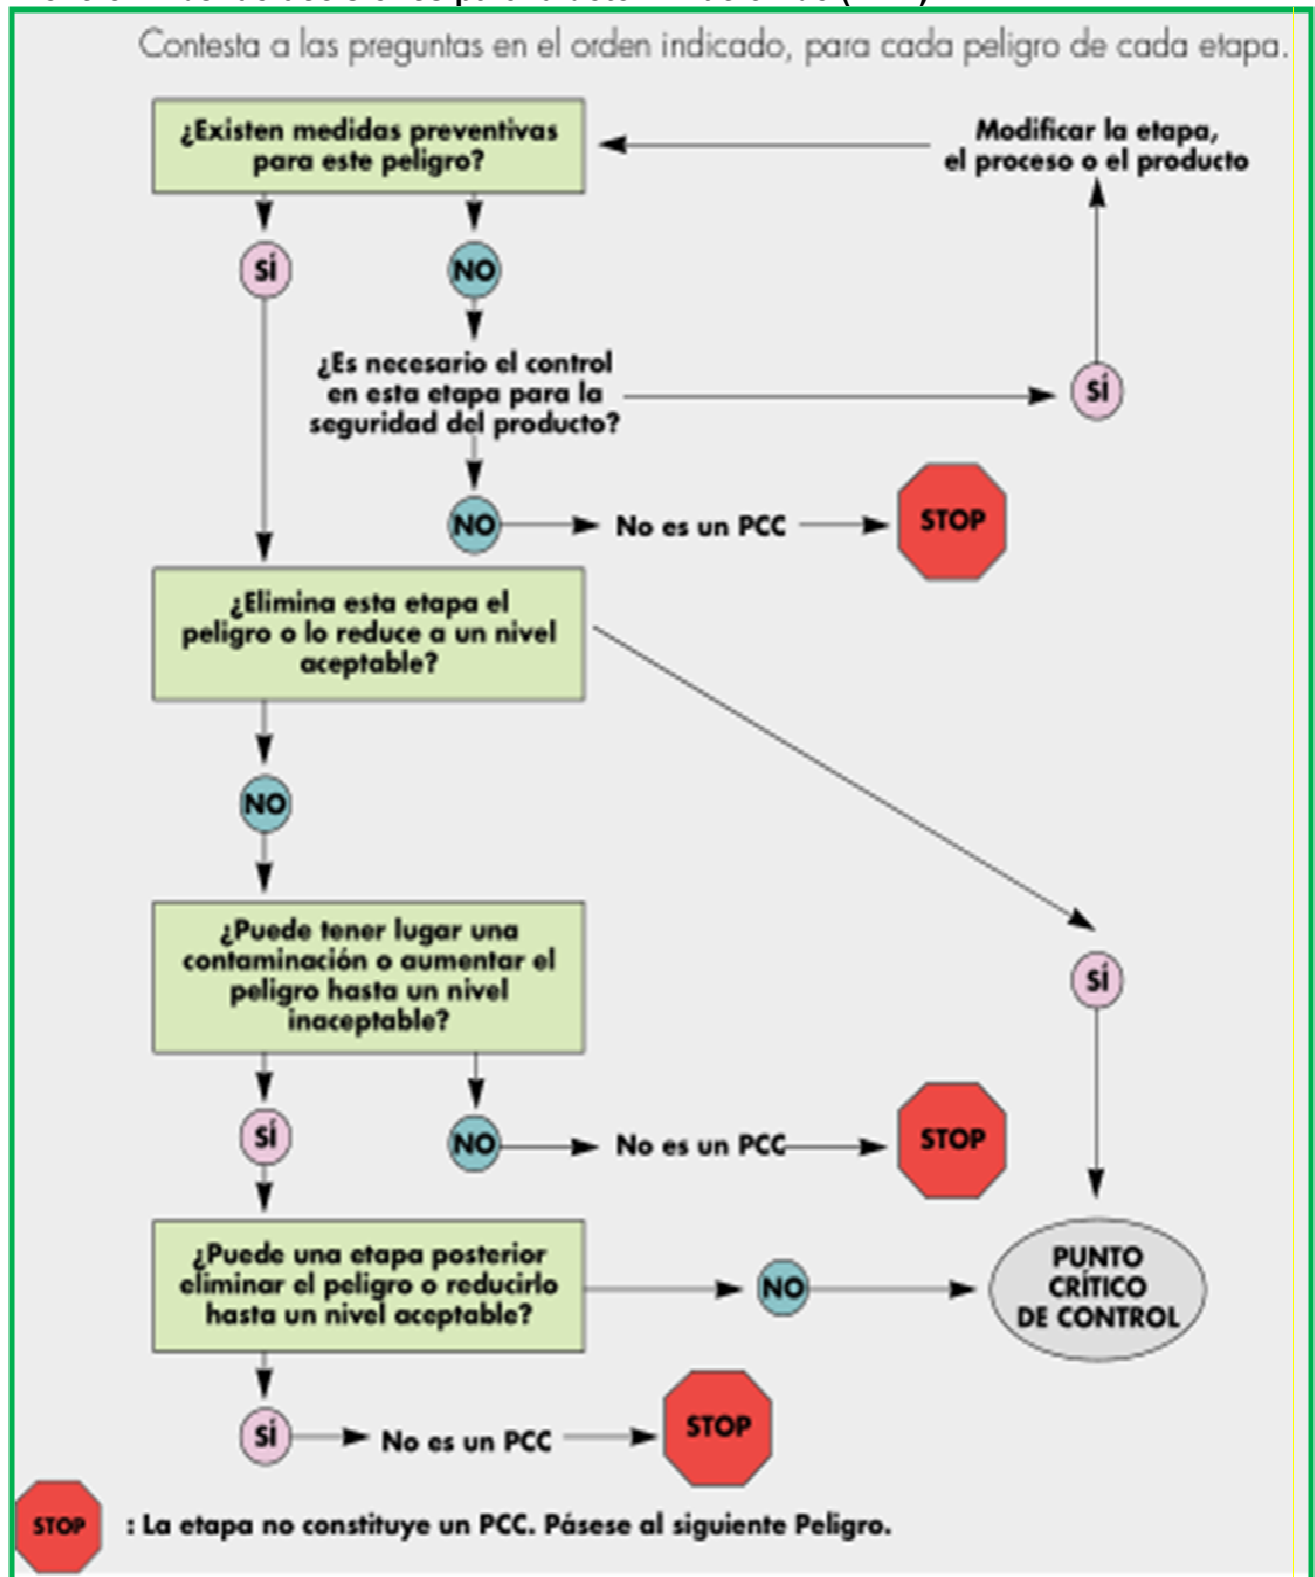 Contesta a las preguntas en el orden indicado, para cada peligro de cada etapa.
¿Existen medidas preventivas
para este peligro?
Modificar la etapa,
el proceso o el producto
SÍ
NO
¿Es necesario el control
en esta etapa para la
seguridad del producto?
SÍ
NO
No es un PCC
STOP
¿Elimina esta etapa el
peligro o lo reduce a un nivel
aceptable?
NO
¿Puede tener lugar una
contaminación o aumentar el
peligro hasta un nivel
inaceptable?
SÍ
SÍ
NO
No es un PCC
STOP
¿Puede una etapa posterior
eliminar el peligro o reducirlo
hasta un nivel aceptable?
NO
PUNTO
CRÍTICO
DE CONTROL
SÍ
No es un PCC
STOP
STOP
: La etapa no constituye un PCC. Pásese al siguiente Peligro.